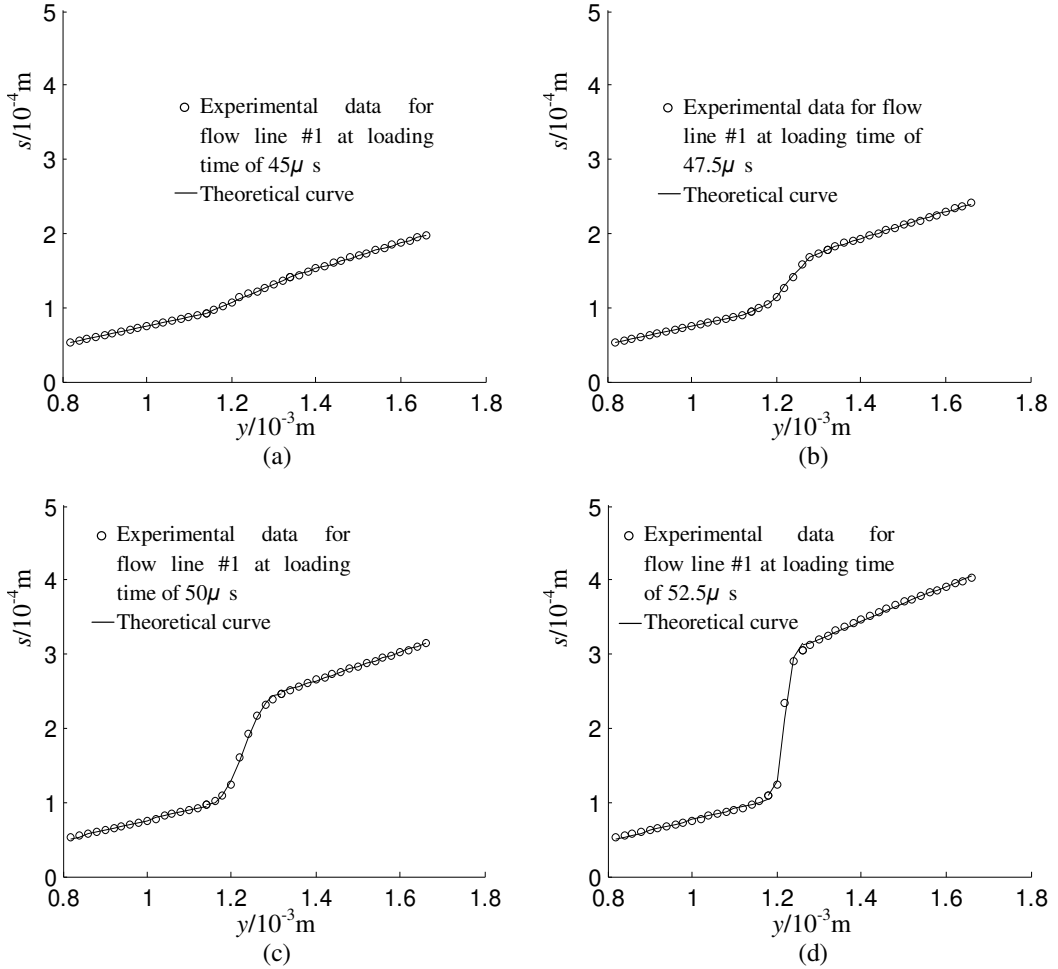 5
4
3
2
1
0
s/10⁻⁴m
Experimental data for
flow line #1 at loading
time of 45μ s
Theoretical curve
0.8 1 1.2 1.4 1.6 1.8
y/10⁻³m
(a)
5
4
3
2
1
0
s/10⁻⁴m
Experimental data for flow
line #1 at loading time of
47.5μ s
Theoretical curve
0.8 1 1.2 1.4 1.6 1.8
y/10⁻³m
(b)
5
4
3
2
1
0
s/10⁻⁴m
Experimental data for
flow line #1 at loading
time of 50μ s
Theoretical curve
0.8 1 1.2 1.4 1.6 1.8
y/10⁻³m
(c)
5
4
3
2
1
0
s/10⁻⁴m
Experimental data for
flow line #1 at loading time
of 52.5μ s
Theoretical curve
0.8 1 1.2 1.4 1.6 1.8
y/10⁻³m
(d)